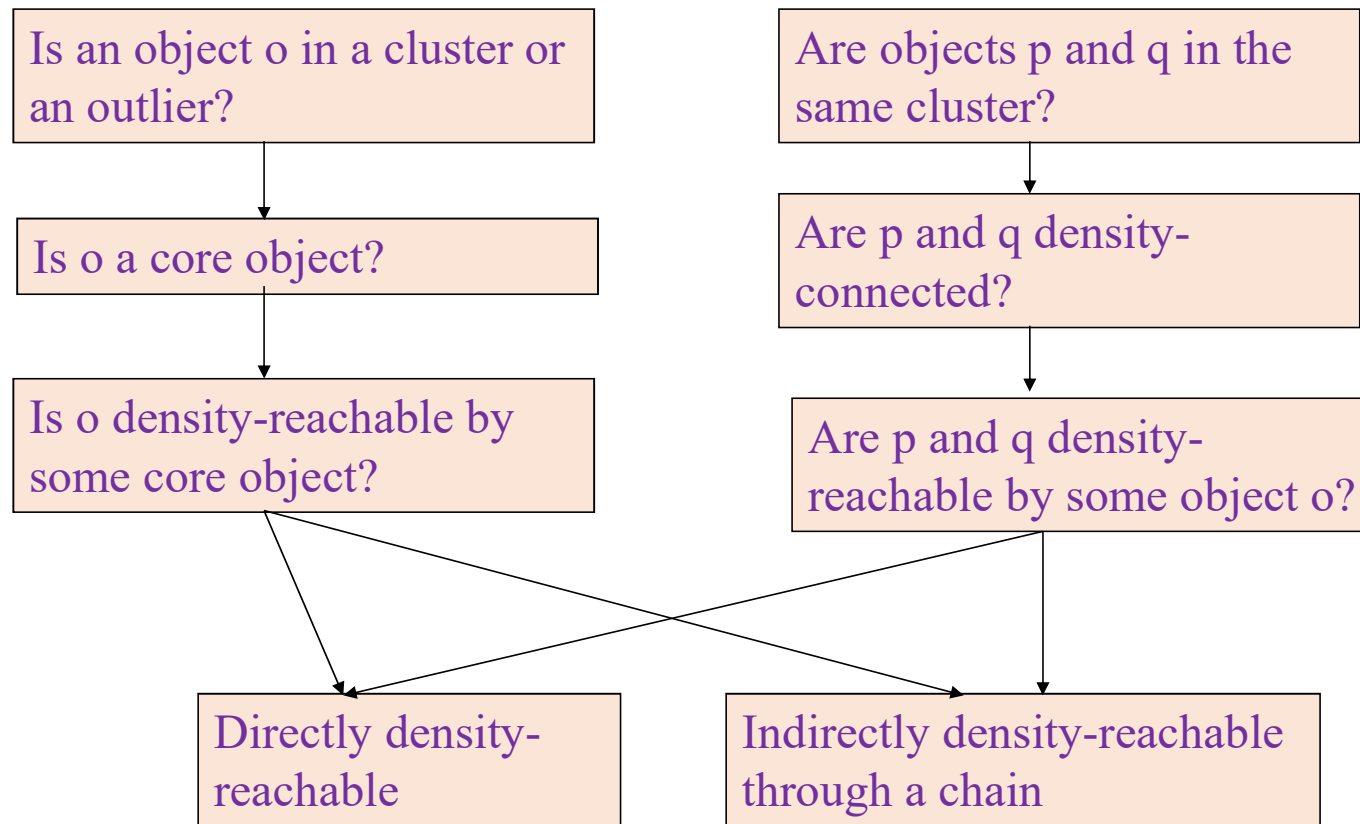 Is an object o in a cluster or
an outlier?
Are objects p and q in the
same cluster?
Is o a core object?
Are p and q density-
connected?
Is o density-reachable by
some core object?
Are p and q density-
reachable by some object o?
Directly density-
reachable
Indirectly density-reachable
through a chain